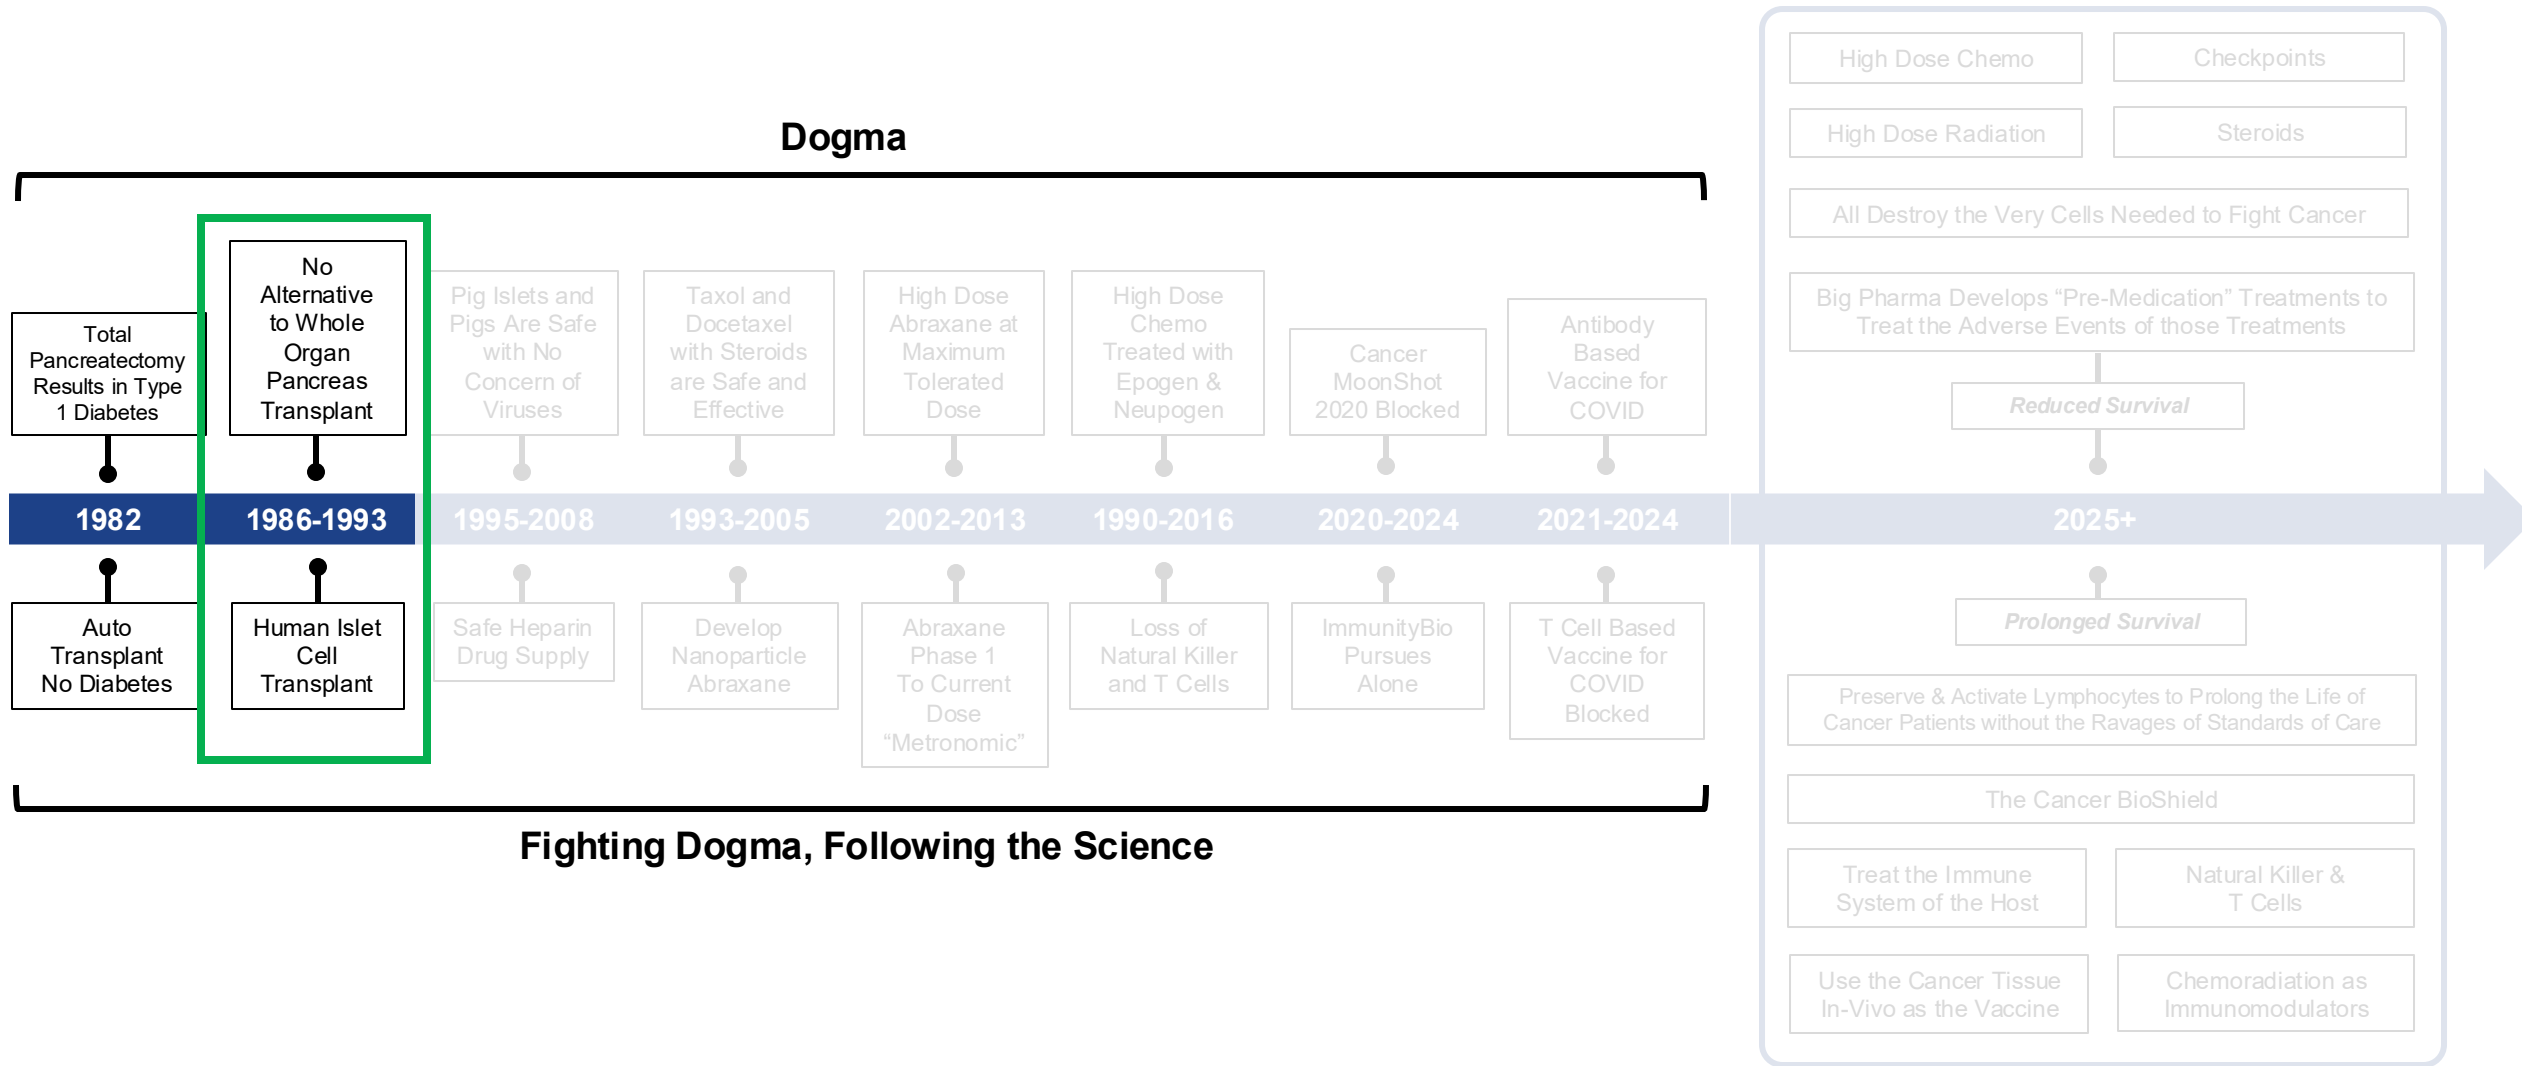 Dogma
Total
Pancreatectomy
Results in Type
1 Diabetes
No
Alternative
to Whole
Organ
Pancreas
Transplant
Pig Islets and
Pigs Are Safe
with No
Concern of
Viruses
Taxol and
Docetaxel
with Steroids
are Safe and
Effective
High Dose
Abraxane at
Maximum
Tolerated
Dose
High Dose
Chemo
Treated with
Epogen &
Neupogen
Cancer
MoonShot
2020 Blocked
Antibody
Based
Vaccine for
COVID
1982
1986-1993
1995-2008
1993-2005
2002-2013
1990-2016
2020-2024
2021-2024
Auto
Transplant
No Diabetes
Human Islet
Cell
Transplant
Safe Heparin
Drug Supply
Develop
Nanoparticle
Abraxane
Abraxane
Phase 1
To Current
Dose
“Metronomic”
Loss of
Natural Killer
and T Cells
ImmunityBio
Pursues
Alone
T Cell Based
Vaccine for
COVID
Blocked
Fighting Dogma, Following the Science
High Dose Chemo
Checkpoints
High Dose Radiation
Steroids
All Destroy the Very Cells Needed to Fight Cancer
Big Pharma Develops “Pre-Medication” Treatments to
Treat the Adverse Events of those Treatments
Reduced Survival
2025+
Prolonged Survival
Preserve & Activate Lymphocytes to Prolong the Life of
Cancer Patients without the Ravages of Standards of Care
The Cancer BioShield
Treat the Immune
System of the Host
Natural Killer &
T Cells
Use the Cancer Tissue
In-Vivo as the Vaccine
Chemoradiation as
Immunomodulators